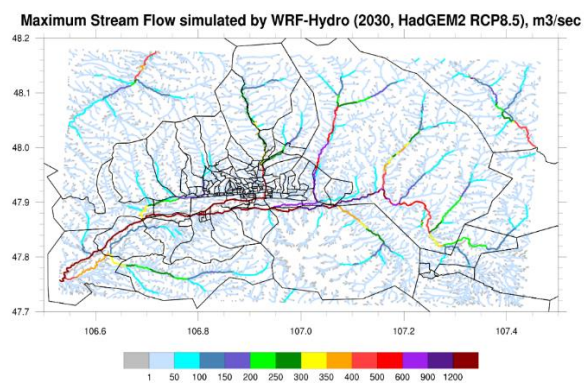 Maximum Stream Flow simulated by WRF-Hydro (2030, HadGEM2 RCP8.5), m3/sec
48.2
48.1
48.0
47.9
47.8
47.7
106.6 106.8 107.0 107.2 107.4
1 50 100 150 200 250 300 350 400 500 600 900 1200